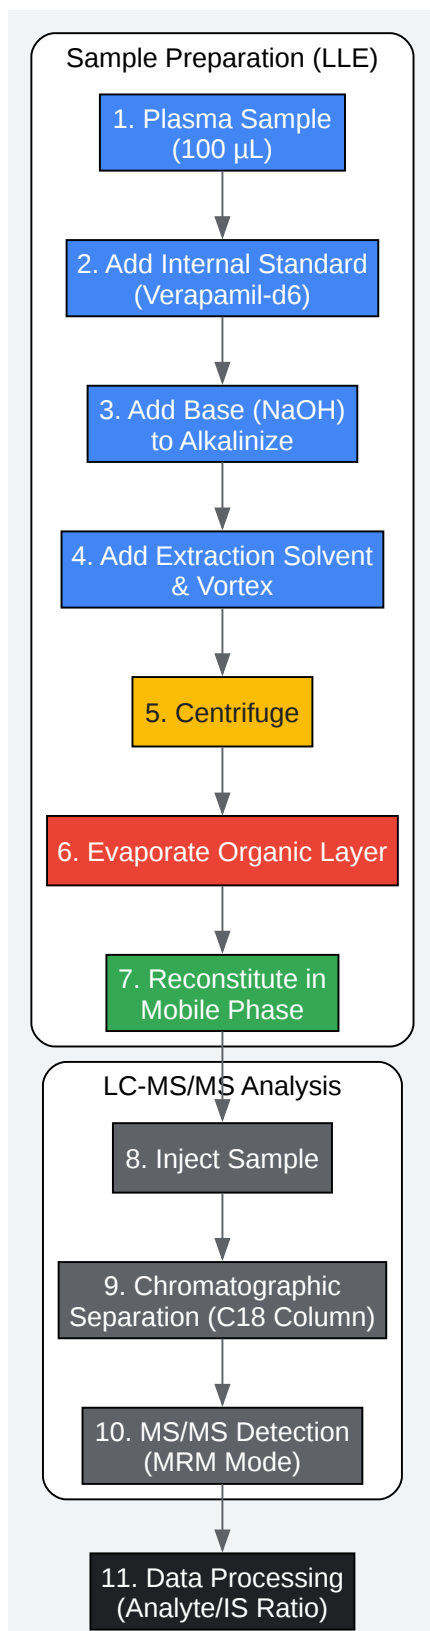 Sample Preparation (LLE)
1. Plasma Sample
(100 µL)
2. Add Internal Standard
(Verapamil-d6)
3. Add Base (NaOH)
to Alkalinize
4. Add Extraction Solvent
& Vortex
5. Centrifuge
6. Evaporate Organic Layer
7. Reconstitute in
Mobile Phase
LC-MS/MS Analysis
8. Inject Sample
9. Chromatographic
Separation (C18 Column)
10. MS/MS Detection
(MRM Mode)
11. Data Processing
(Analyte/IS Ratio)